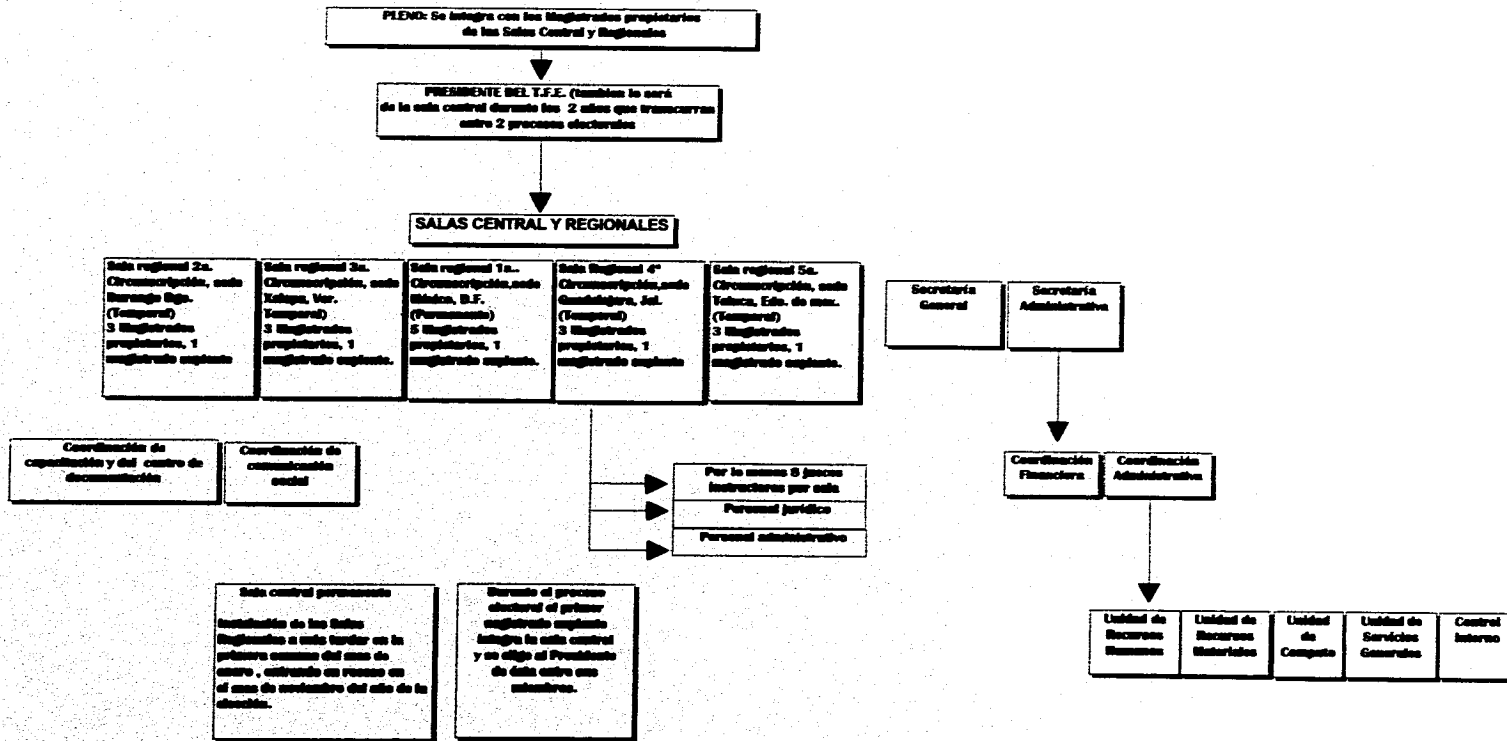 PLENO: Se integra con los Magistrados propietarios
de las Salas Central y Regionales
PRESIDENTE DEL T.F.E. (tambien lo será
de la sala central durante los 2 años que transcurran
entre 2 procesos electorales
SALAS CENTRAL Y REGIONALES
Sala regional 2a.
Circunscripción, sede
Durango Dgo.
(Temporal)
3 Magistrados
propietarios, 1
magistrado suplente
Sala regional 3a.
Circunscripción, sede
Xalapa, Ver.
Temporal)
3 Magistrados
propietarios, 1
magistrado suplente.
Sala regional 1a..
Circunscripción,sede
México, D.F.
(Permanente)
5 Magistrados
propietarios, 1
magistrado suplente.
Sala Regional 4ª
Circunscripción,sede
Guadalajara, Jal.
(Temporal)
3 Magistrados
propietarios, 1
magistrado suplente
Sala regional 5a.
Circunscripción, sede
Toluca, Edo. de mex.
(Temporal)
3 Magistrados
propietarios, 1
magistrado suplente.
Secretaría
General
Secretaría
Administrativa
Coordinación de
capacitación y del centro de
documentación
Coordinación de
comunicación
social
Por lo menos 8 jueces
instructores por sala
Personal jurídico
Personal administrativo
Coordinación
Financiera
Coordinación
Administrativa
Sala central permanente
Instalación de las Salas
Regionales a más tardar en la
primera semana del mes de
enero , entrando en receso en
el mes de noviembre del año de la
elección.
Durante el proceso
electoral el primer
magistrado suplente
integra la sala central
y se elige al Presidente
de ésta entre sus
miembros.
Unidad de
Recursos
Humanos
Unidad de
Recursos
Materiales
Unidad
de
Computo
Unidad de
Servicios
Generales
Control
Interno